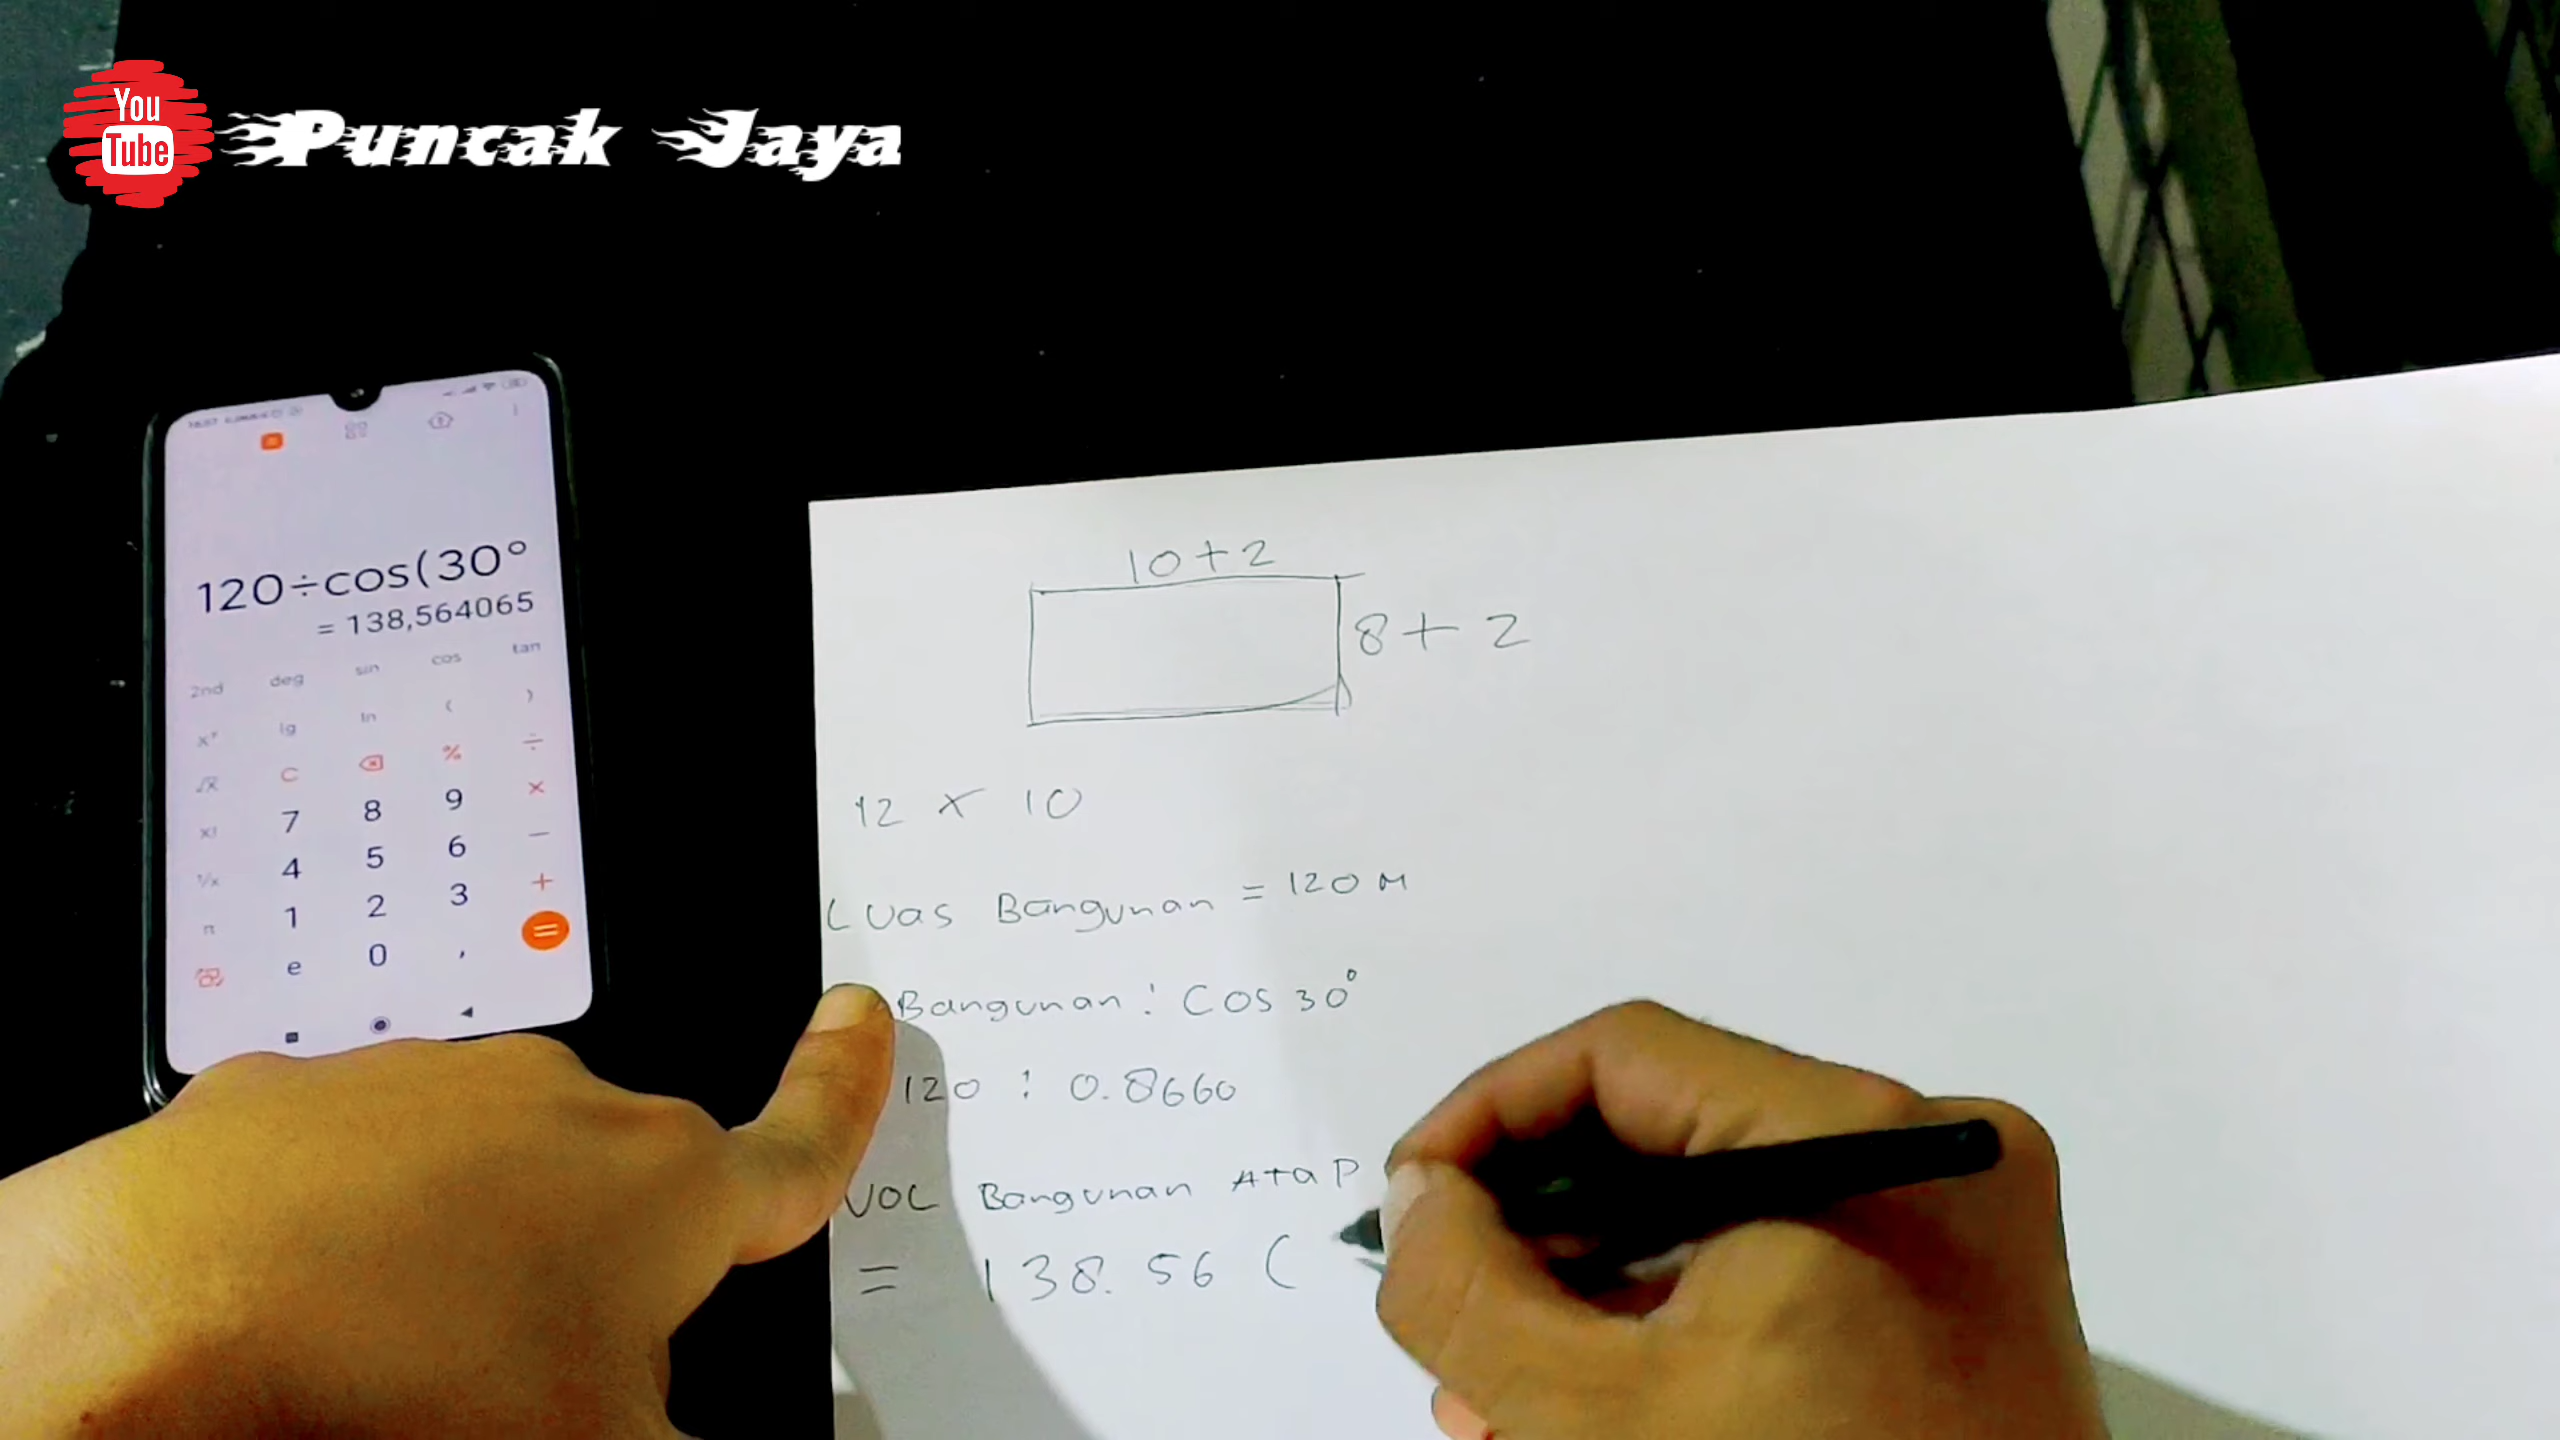 You
Tube
Puncak Jaya
120÷cos(30°
= 138,564065
2nd deg sin cos tan
xʸ lg ln ( )
√x C % ÷
x! 7 8 9 ×
¹/x 4 5 6 −
π 1 2 3 +
e 0 , =
10+2
8+2
12 x 10
LUas Bangunan = 120 M
Bangunan : COS 30°
120 : 0.8660
VOL Bangunan AtaP
= 138.56 (